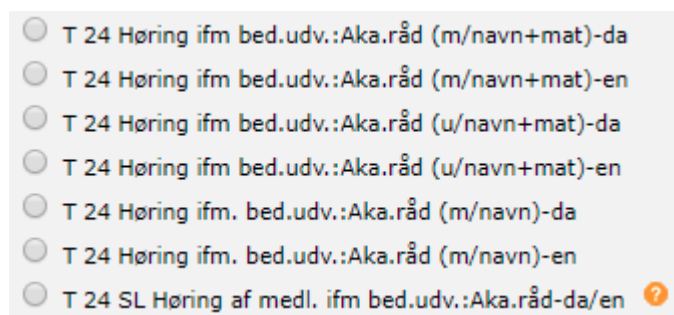 T 24 Høring ifm bed.udv.:Aka.råd (m/navn+mat)-da
T 24 Høring ifm bed.udv.:Aka.råd (m/navn+mat)-en
T 24 Høring ifm bed.udv.:Aka.råd (u/navn+mat)-da
T 24 Høring ifm bed.udv.:Aka.råd (u/navn+mat)-en
T 24 Høring ifm. bed.udv.:Aka.råd (m/navn)-da
T 24 Høring ifm. bed.udv.:Aka.råd (m/navn)-en
T 24 SL Høring af medl. ifm bed.udv.:Aka.råd-da/en ?